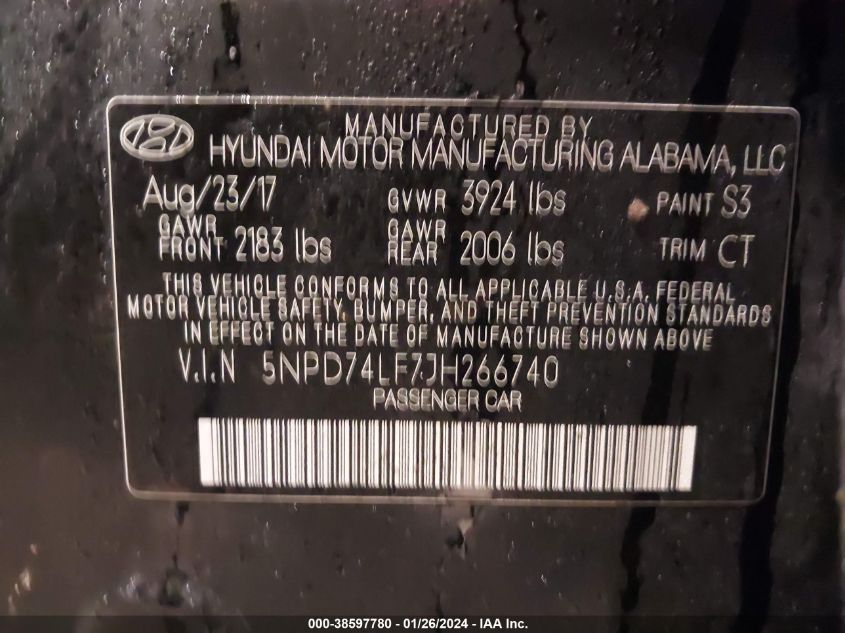 MANUFACTURED BY
HYUNDAI MOTOR MANUFACTURING ALABAMA, LLC
Aug/23/17 GVWR 3924 lbs PAINT S3
GAWR FRONT 2183 lbs GAWR REAR 2006 lbs TRIM CT
THIS VEHICLE CONFORMS TO ALL APPLICABLE U.S.A. FEDERAL
MOTOR VEHICLE SAFETY, BUMPER, AND THEFT PREVENTION STANDARDS
IN EFFECT ON THE DATE OF MANUFACTURE SHOWN ABOVE
V.I.N 5NPD74LF7JH266740
PASSENGER CAR
000-38597780 - 01/26/2024 - IAA Inc.